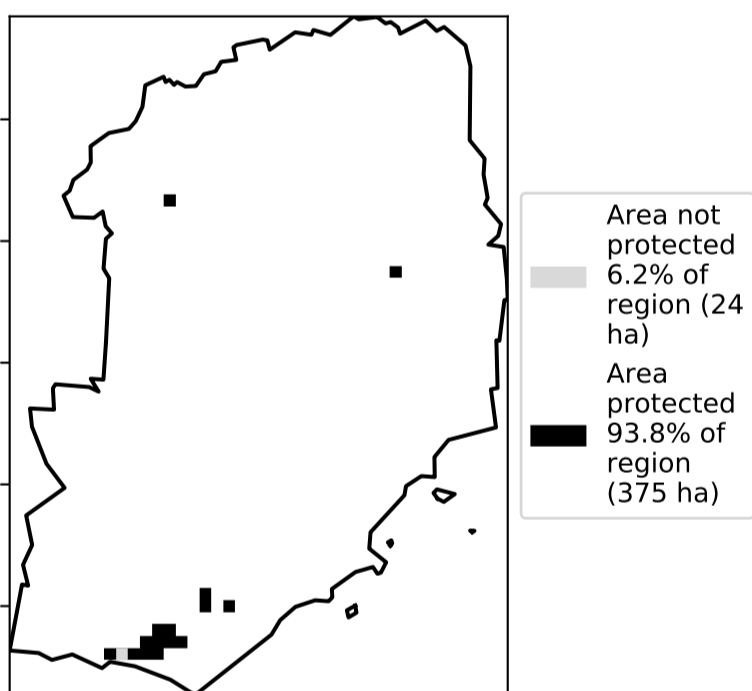 Area not
protected
6.2% of
region (24
ha)
Area
protected
93.8% of
region
(375 ha)